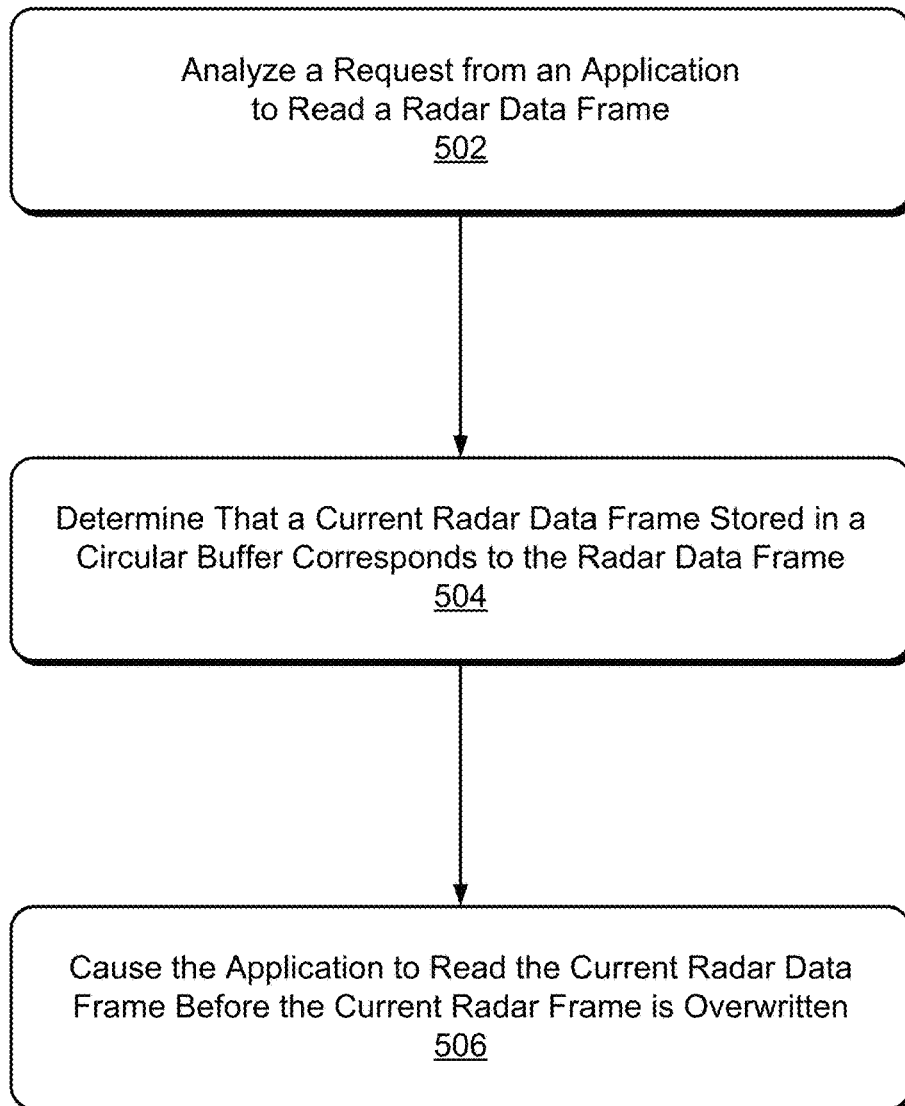 Analyze a Request from an Application
to Read a Radar Data Frame
502
Determine That a Current Radar Data Frame Stored in a
Circular Buffer Corresponds to the Radar Data Frame
504
Cause the Application to Read the Current Radar Data
Frame Before the Current Radar Frame is Overwritten
506